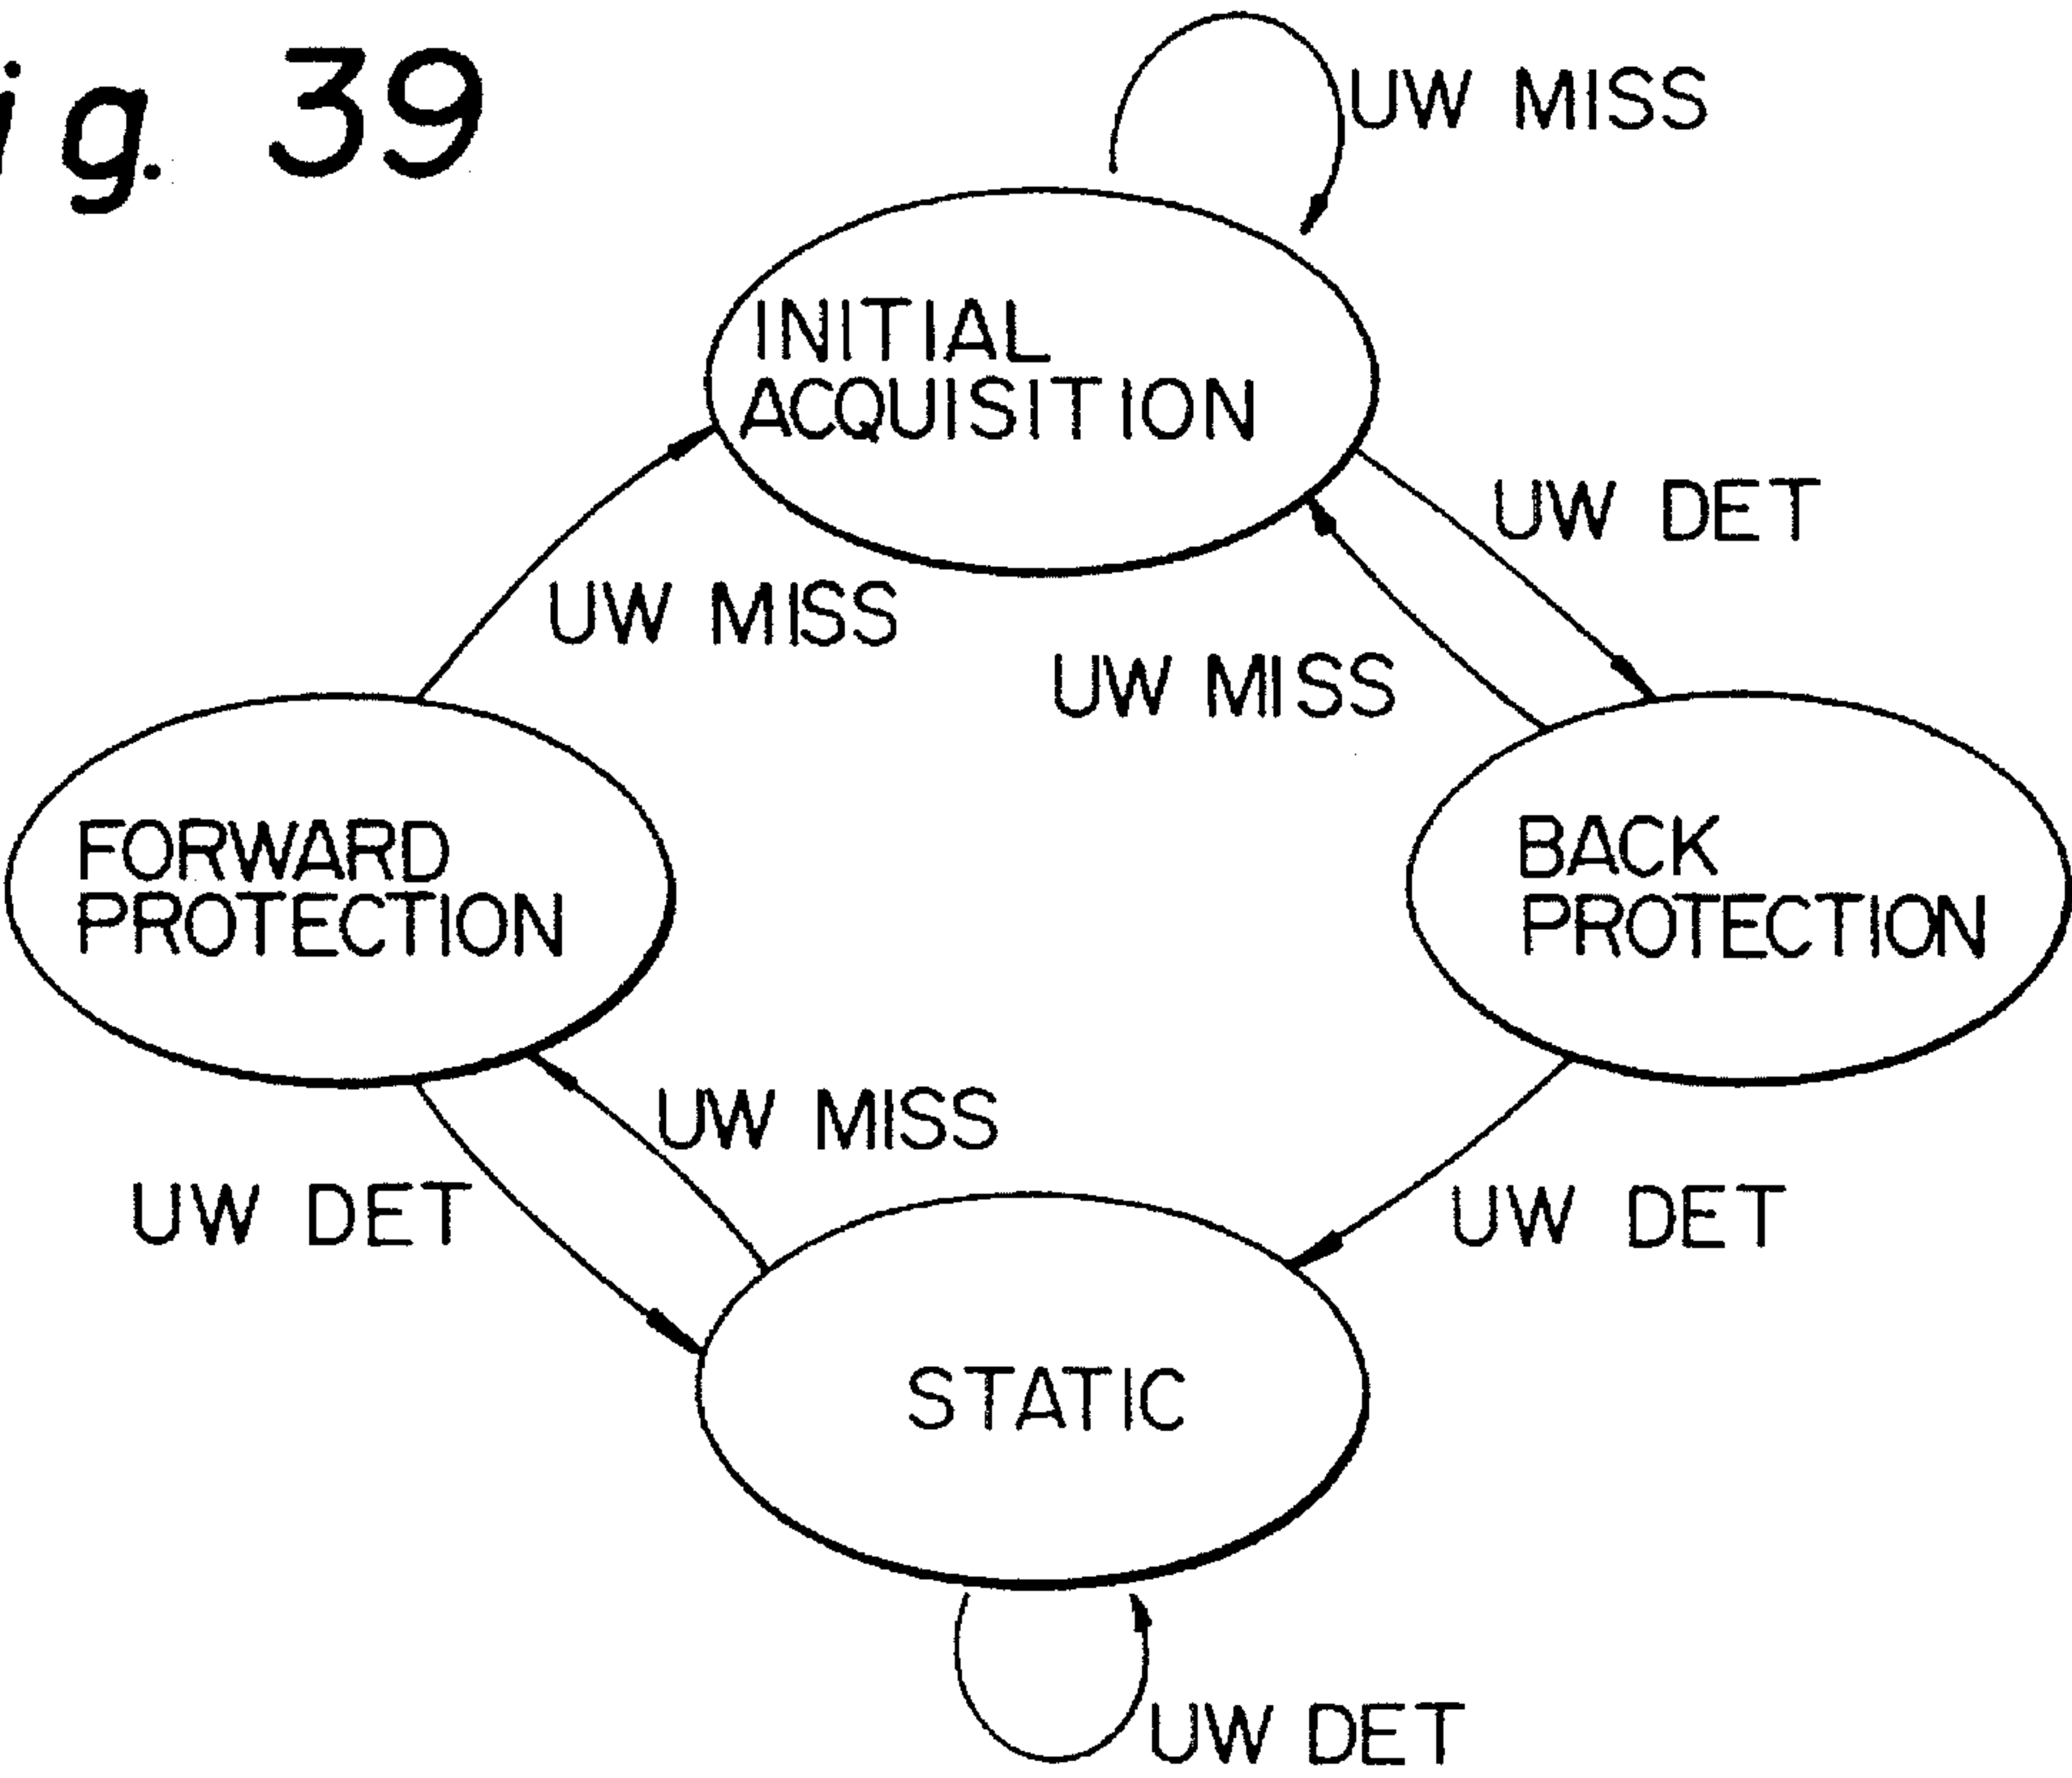 ig. 39
UW MISS
INITIAL
ACQUISITION
UW DET
UW MISS
UW MISS
FORWARD
PROTECTION
BACK
PROTECTION
UW MISS
UW DET
UW DET
STATIC
UW DET